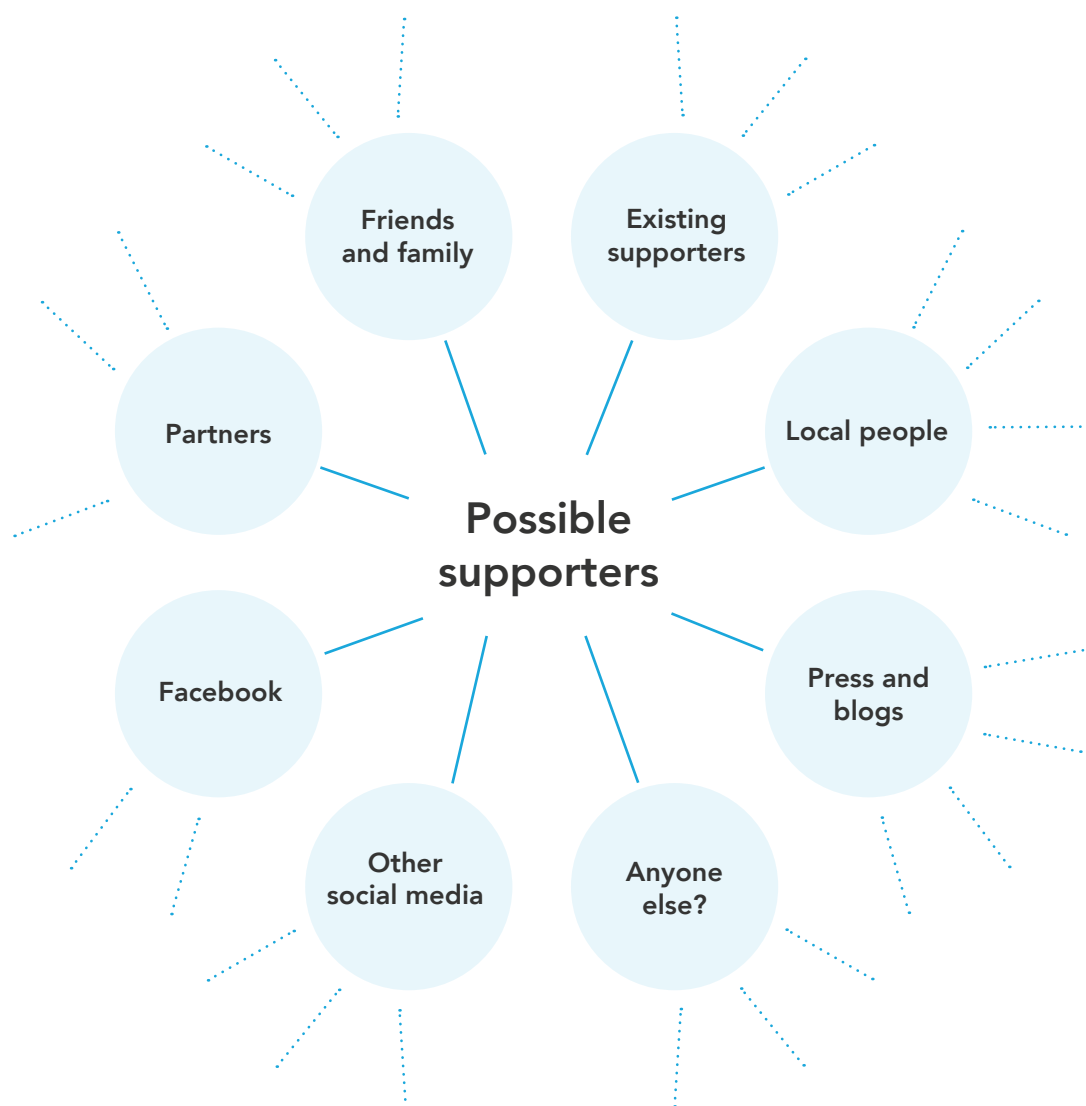 Friends
and family
Existing
supporters
Partners
Local people
Possible
supporters
Facebook
Press and
blogs
Other
social media
Anyone
else?